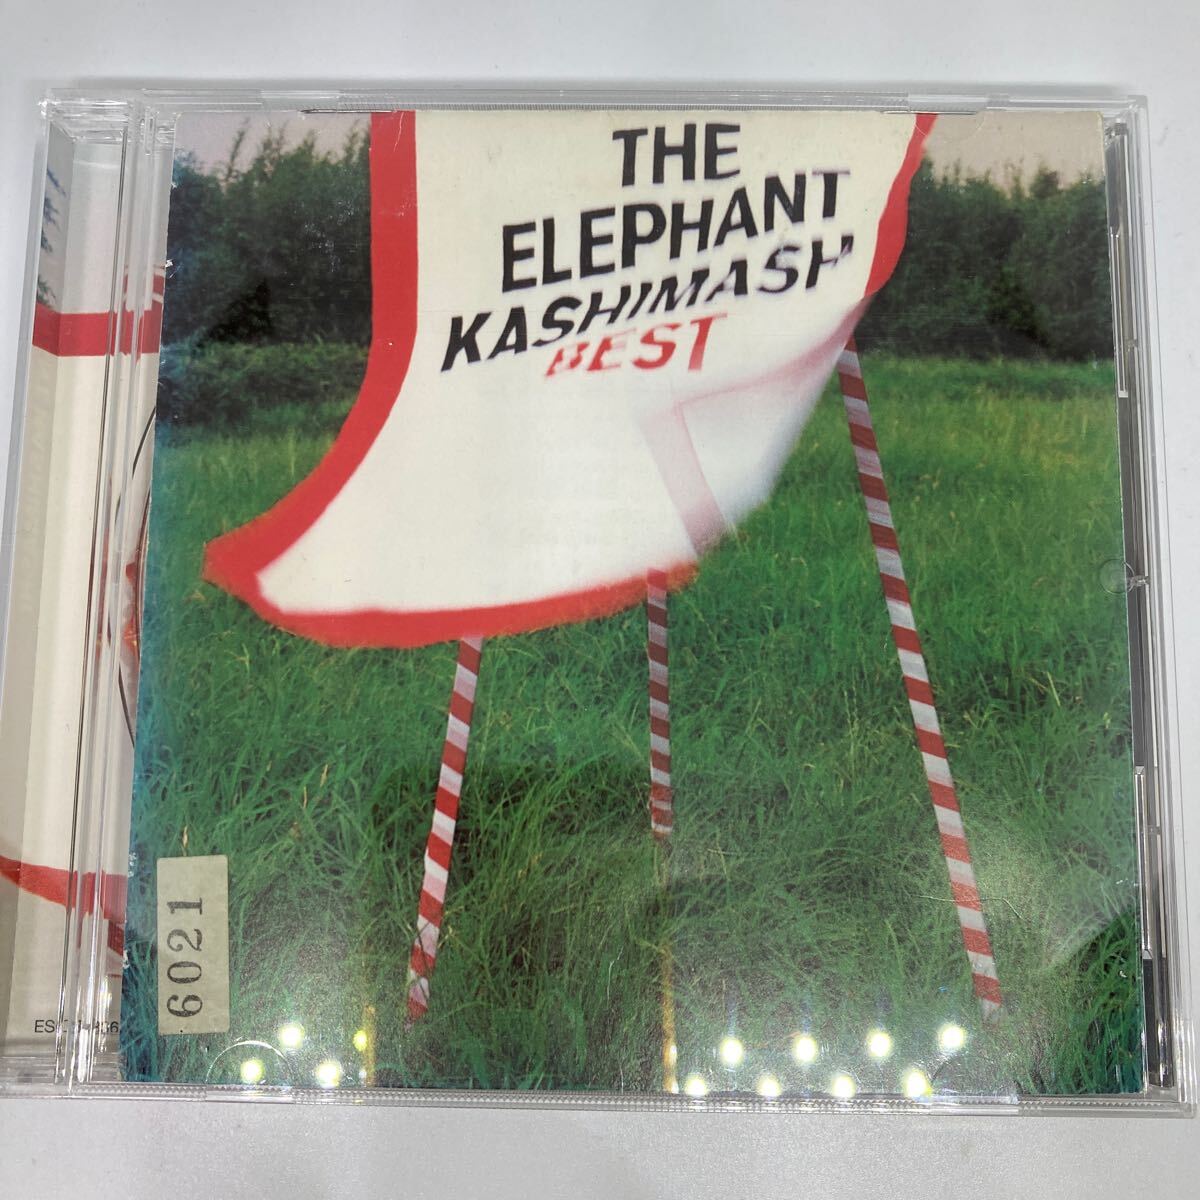 THE
ELEPHANT
KASHIMASH
BEST
6021